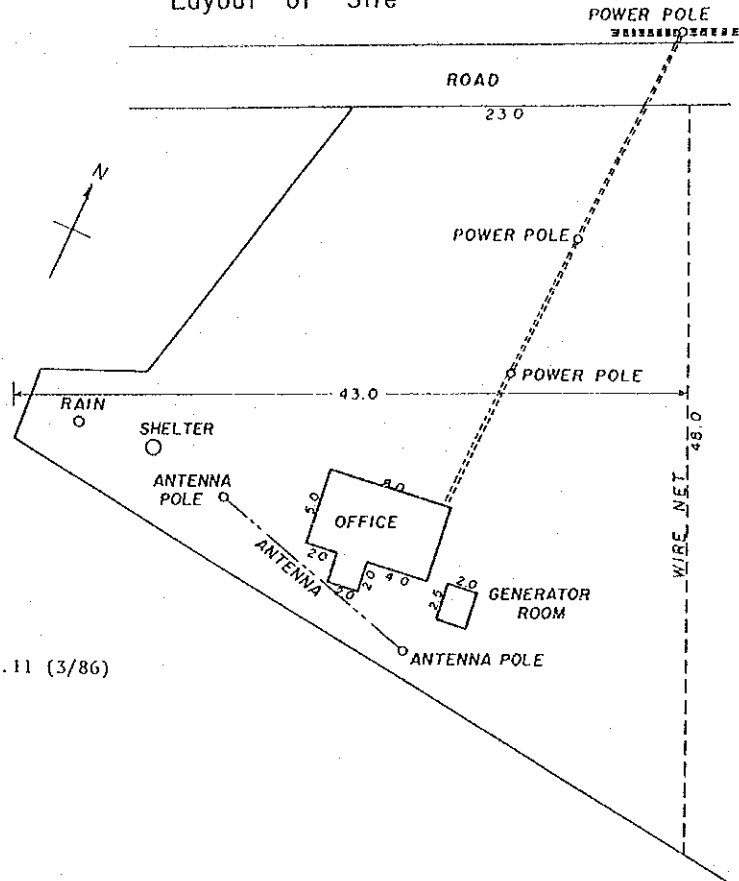 Layout of Site
POWER POLE
ROAD
23.0
N
POWER POLE
POWER POLE
43.0
RAIN
48.0
SHELTER
ANTENNA
POLE
8.0
5.0
OFFICE
WIRE NET
ANTENNA
2.0
2.0
2.0
4.0
2.0
2.5
GENERATOR
ROOM
ANTENNA POLE
.11 (3/86)